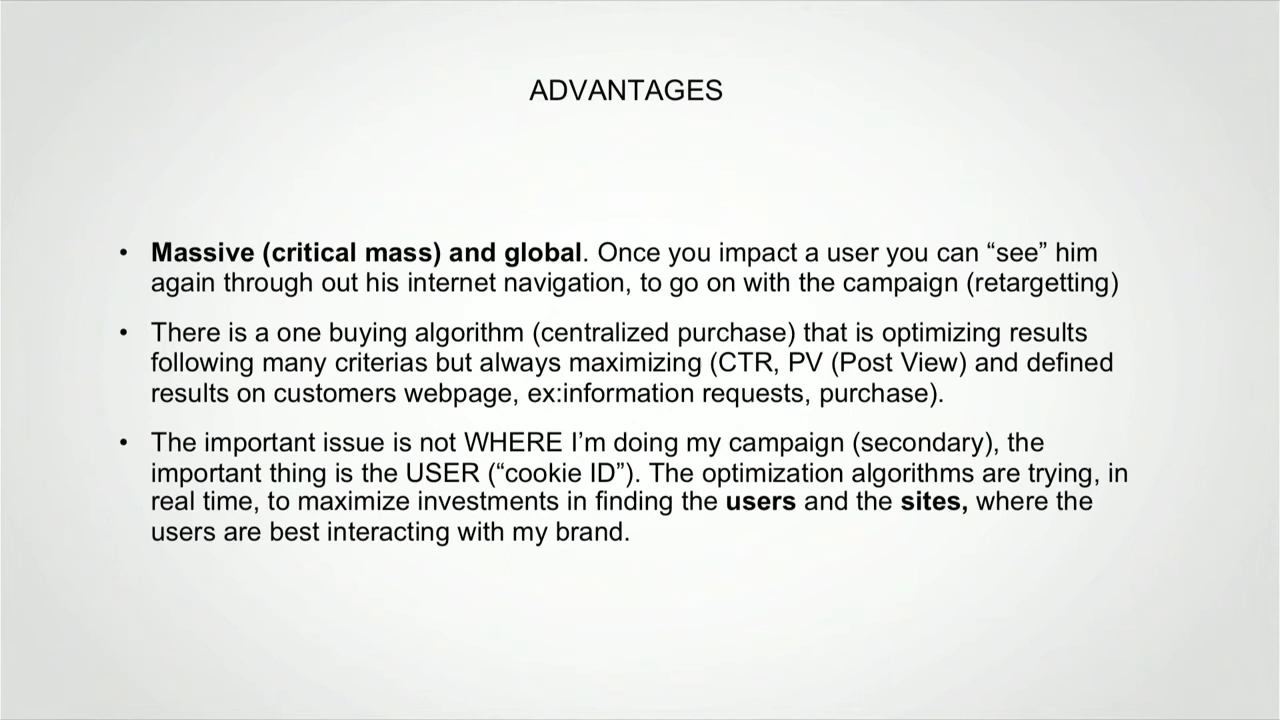 ADVANTAGES
• Massive (critical mass) and global. Once you impact a user you can “see” him
again through out his internet navigation, to go on with the campaign (retargetting)
• There is a one buying algorithm (centralized purchase) that is optimizing results
following many criterias but always maximizing (CTR, PV (Post View) and defined
results on customers webpage, ex:information requests, purchase).
• The important issue is not WHERE I’m doing my campaign (secondary), the
important thing is the USER (“cookie ID”). The optimization algorithms are trying, in
real time, to maximize investments in finding the users and the sites, where the
users are best interacting with my brand.